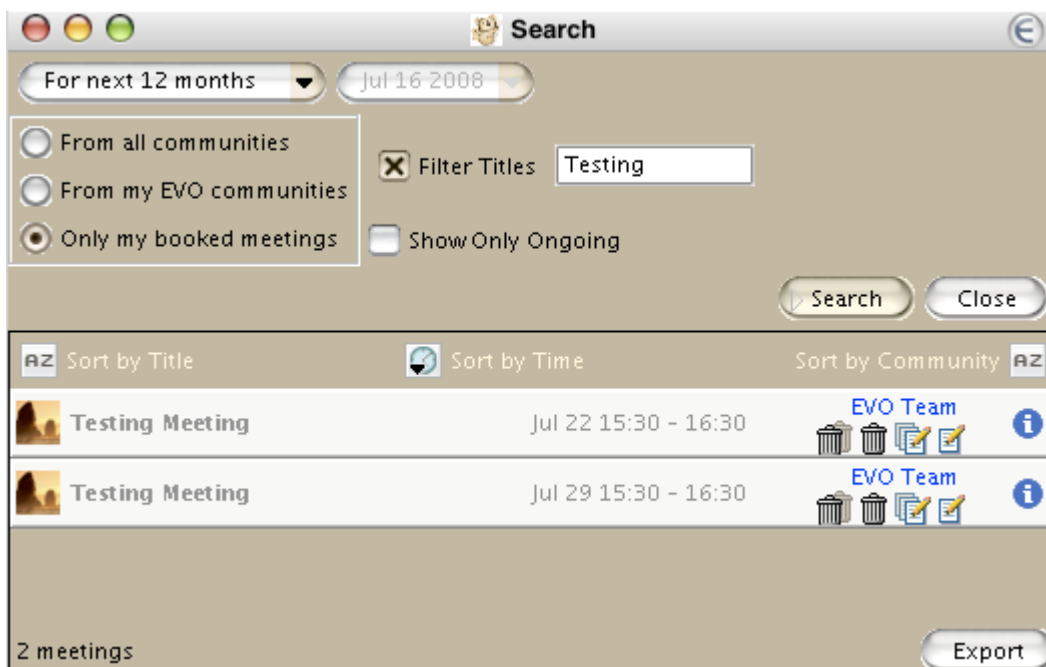 Search
For next 12 months Jul 16 2008
From all communities
Filter Titles Testing
From my EVO communities
Only my booked meetings Show Only Ongoing
Search Close
AZ Sort by Title Sort by Time Sort by Community AZ
EVO Team
Testing Meeting Jul 22 15:30 - 16:30
EVO Team
Testing Meeting Jul 29 15:30 - 16:30
2 meetings Export